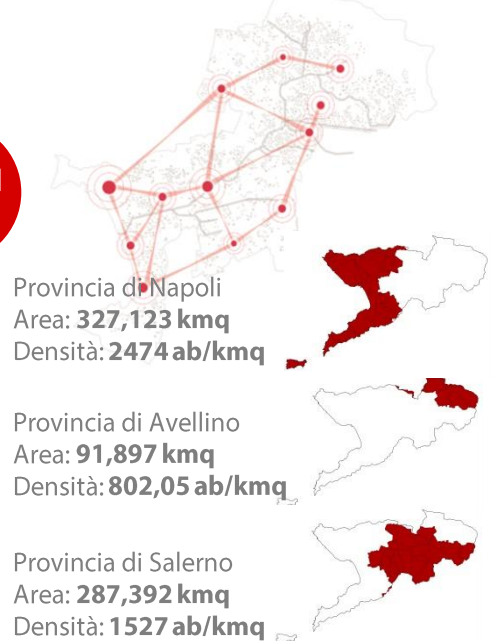 Provincia di Napoli
Area: 327,123 kmq
Densità: 2474 ab/kmq
Provincia di Avellino
Area: 91,897 kmq
Densità: 802,05 ab/kmq
Provincia di Salerno
Area: 287,392 kmq
Densità: 1527 ab/kmq